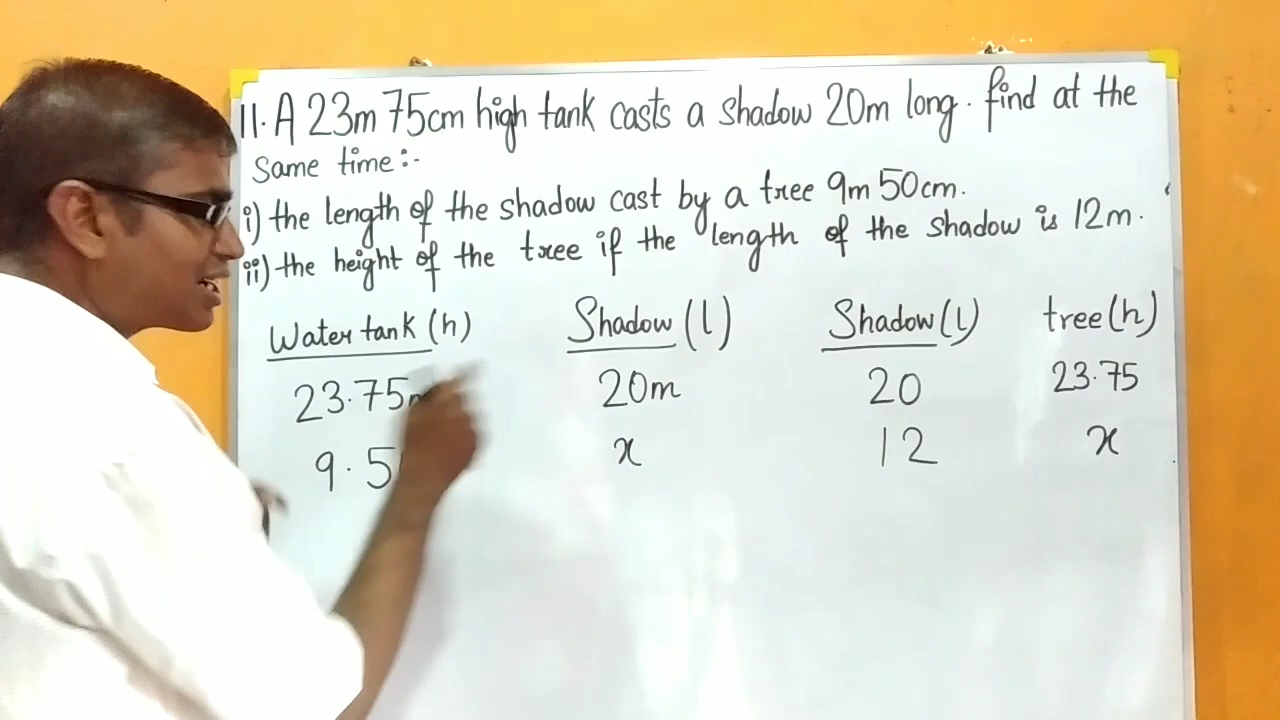 11. A 23m 75cm high tank casts a shadow 20m long. find at the
Same time:-
i) the length of the shadow cast by a tree 9m 50cm.
ii) the height of the tree if the length of the shadow is 12m.
Water tank (h) Shadow (l) Shadow (l) tree (h)
23.75m 20m 20 23.75
9.5 x 12 x